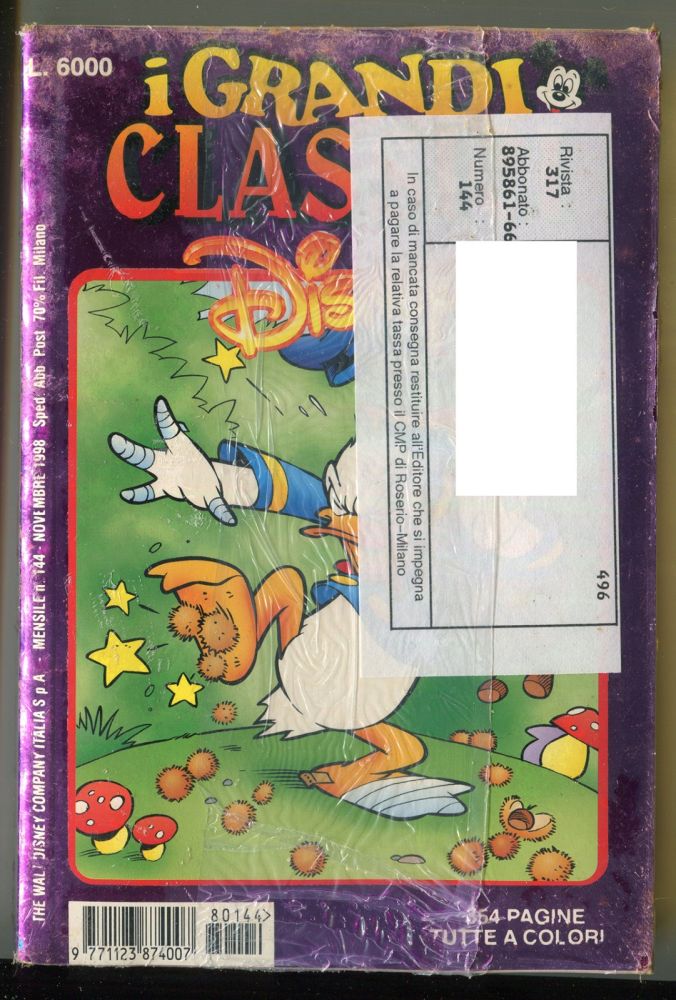 L. 6000
i GRANDI
CLAS
Dis
Rivista :
317
Abbonato :
895861-66
Numero :
144
In caso di mancata consegna restituire all'Editore che si impegna
a pagare la relativa tassa presso il CMP di Roserio-Milano
496
THE WALT DISNEY COMPANY ITALIA S.p.A. - MENSILE n. 144 - NOVEMBRE 1998 Sped. Abb. Post. 70% Fil. Milano
80144>
9 771123 874007
354 PAGINE
TUTTE A COLORI